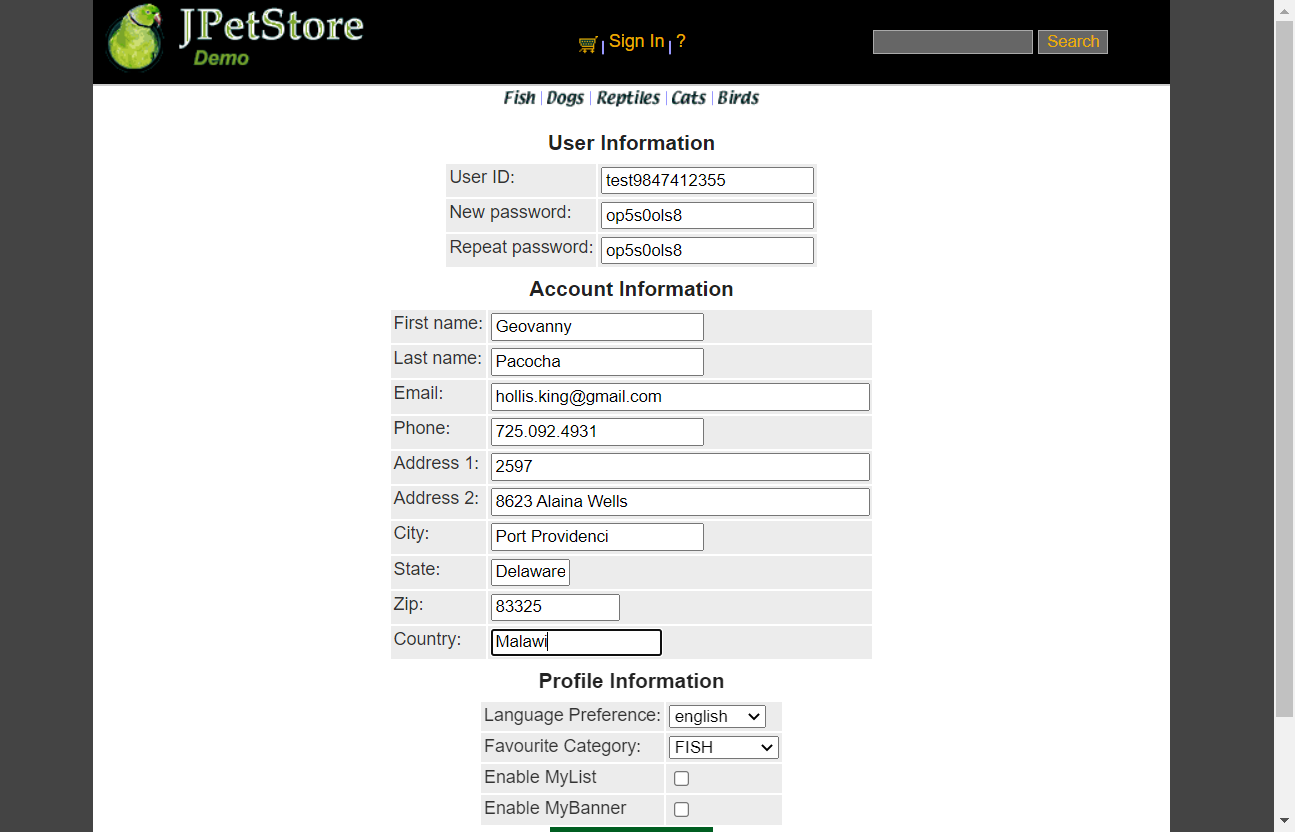 JPetStore
Demo
Sign In ?
Search
Fish Dogs Reptiles Cats Birds
User Information
User ID: test9847412355
New password: op5s0ols8
Repeat password: op5s0ols8
Account Information
First name: Geovanny
Last name: Pacocha
Email: hollis.king@gmail.com
Phone: 725.092.4931
Address 1: 2597
Address 2: 8623 Alaina Wells
City: Port Providenci
State: Delaware
Zip: 83325
Country: Malawi
Profile Information
Language Preference: english
Favourite Category: FISH
Enable MyList
Enable MyBanner